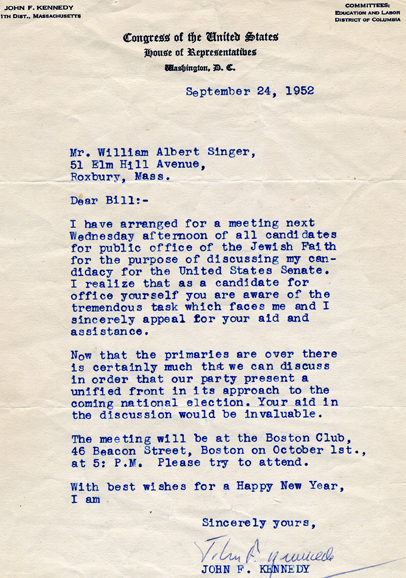 JOHN F. KENNEDY
1TH DIST., MASSACHUSETTS
COMMITTEES:
EDUCATION AND LABOR
DISTRICT OF COLUMBIA
Congress of the United States
House of Representatives
Washington, D. C.
September 24, 1952
Mr. William Albert Singer,
51 Elm Hill Avenue,
Roxbury, Mass.
Dear Bill:-
I have arranged for a meeting next
Wednesday afternoon of all candidates
for public office of the Jewish Faith
for the purpose of discussing my can-
didacy for the United States Senate.
I realize that as a candidate for
office yourself you are aware of the
tremendous task which faces me and I
sincerely appeal for your aid and
assistance.
Now that the primaries are over there
is certainly much that we can discuss
in order that our party present a
unified front in its approach to the
coming national election. Your aid in
the discussion would be invaluable.
The meeting will be at the Boston Club,
46 Beacon Street, Boston on October 1st.,
at 5: P.M. Please try to attend.
With best wishes for a Happy New Year,
I am
Sincerely yours,
John F. Kennedy
JOHN F. KENNEDY